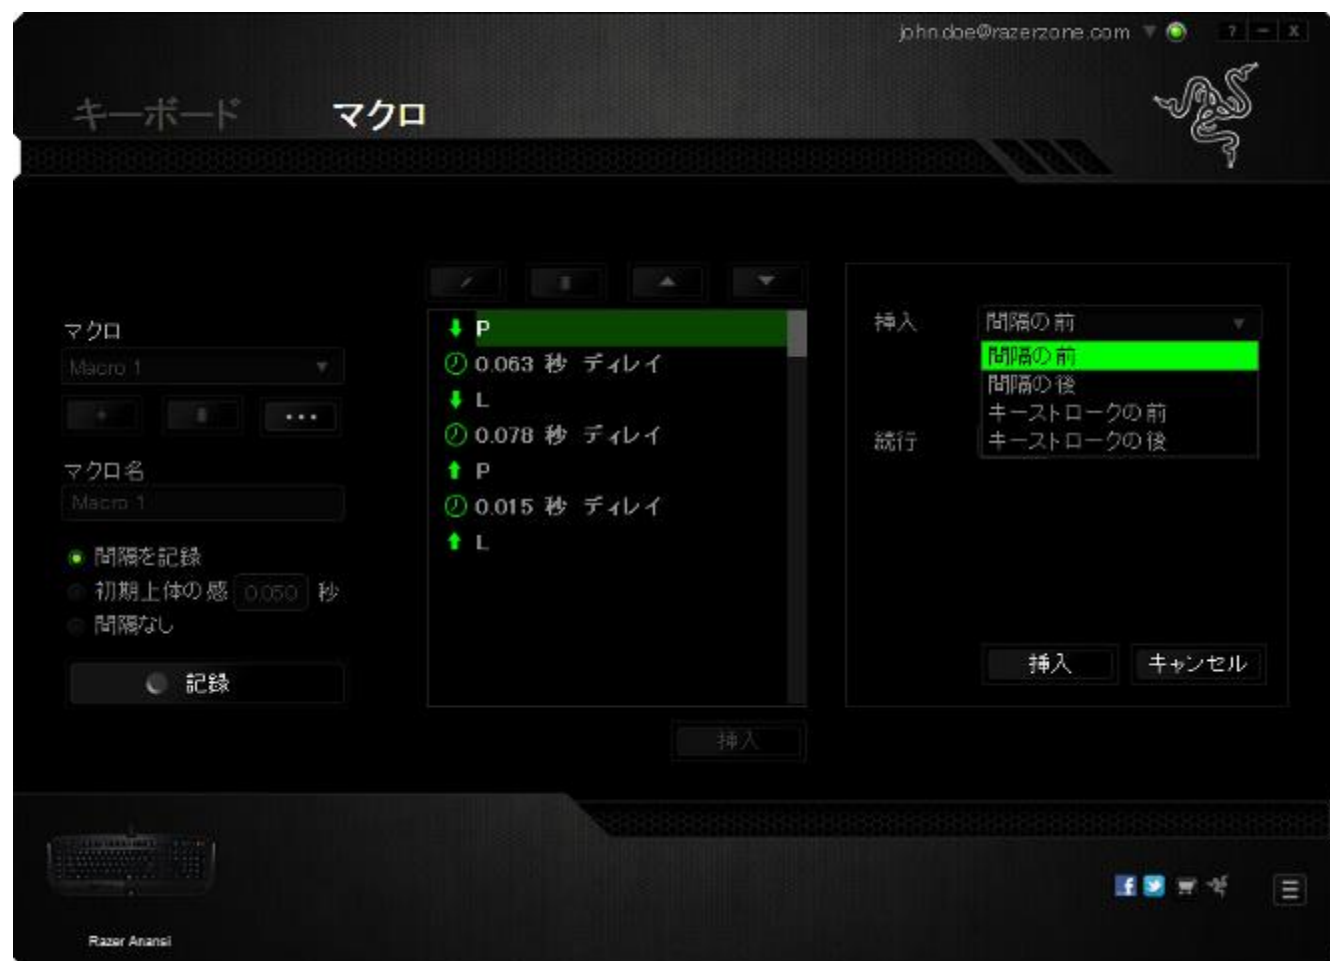 john.doe@razerzone.com
? - X
キーボード マクロ
マクロ
Macro 1
...
マクロ名
Macro 1
間隔を記録
初期上体の感 0.050 秒
間隔なし
記録
P
0.063 秒 ディレイ
L
0.078 秒 ディレイ
P
0.015 秒 ディレイ
L
挿入
挿入 間隔の前
間隔の前
間隔の後
キーストロークの前
キーストロークの後
続行
挿入 キャンセル
Razer Anansi